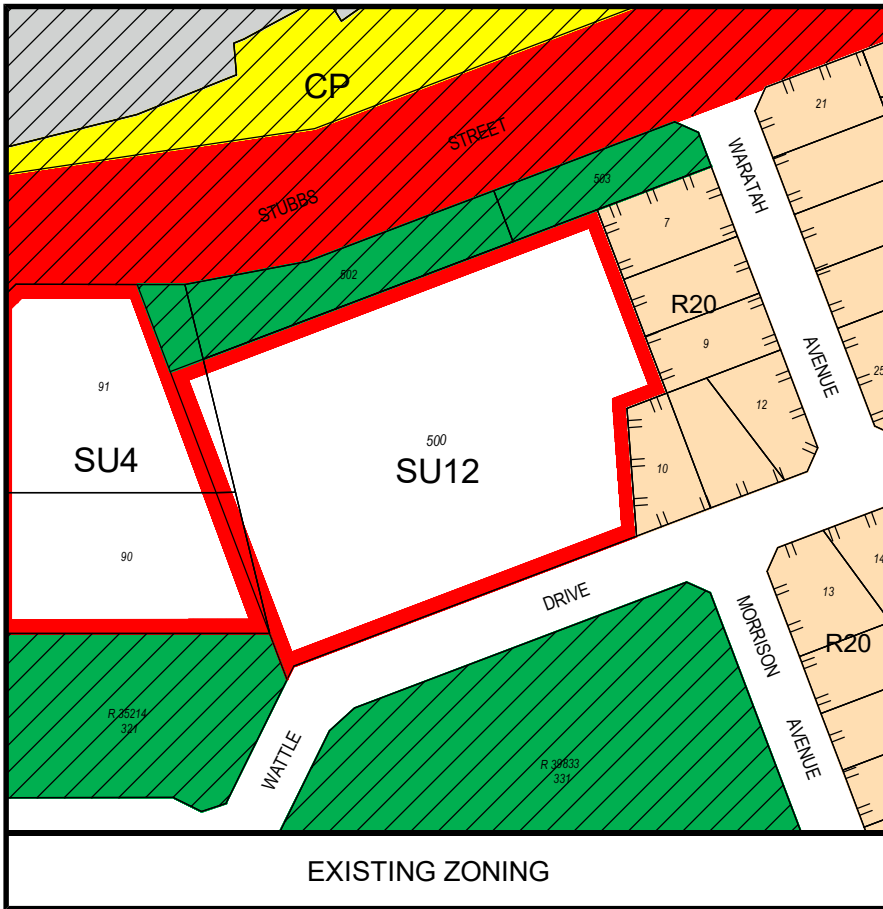 CP
21
STREET
WARATAH
503
STUBBS
7
502
R20
9
AVENUE
25
91
12
500
SU4
SU12
10
90
DRIVE
14
13
MORRISON
R20
R 35214
321
WATTLE
AVENUE
R 39833
331
EXISTING ZONING